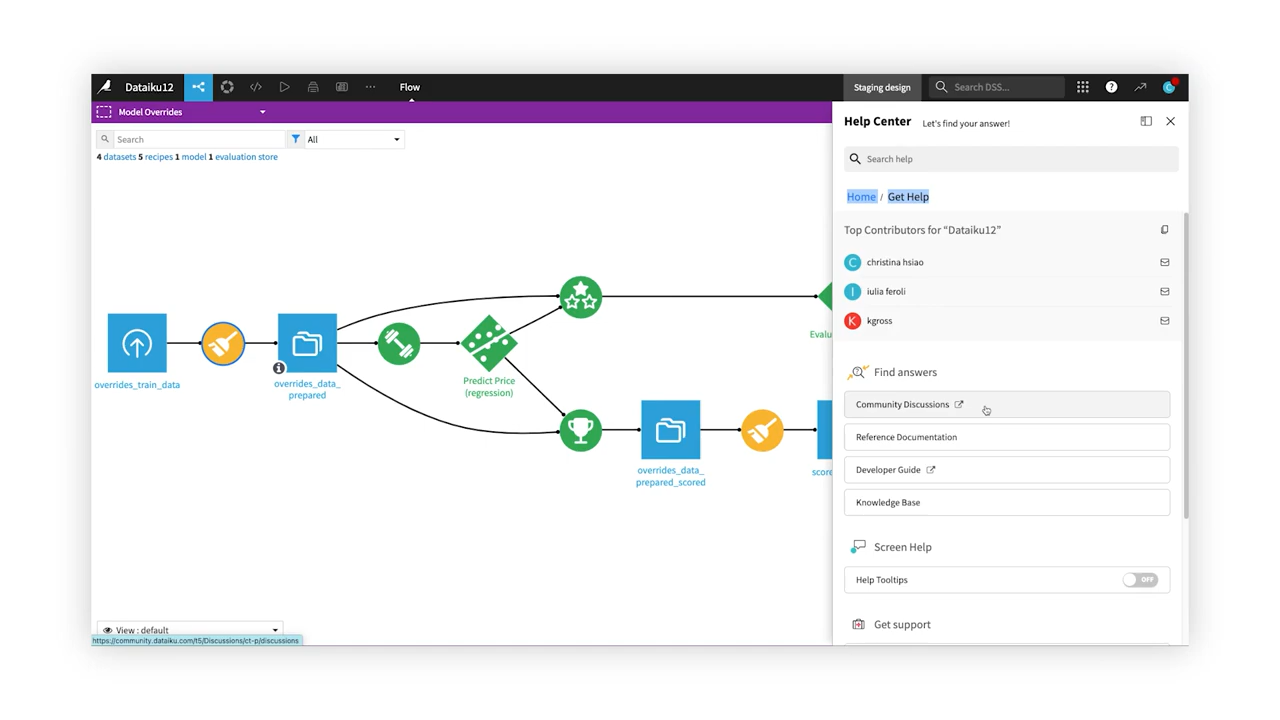 Dataiku12
Flow
Staging design
Search DSS...
?
C
Model Overrides
Search
All
4 datasets 5 recipes 1 model 1 evaluation store
overrides_train_data
i
overrides_data_
prepared
Predict Price
(regression)
overrides_data_
prepared_scored
Evalu
score
View : default
https://community.dataiku.com/t5/Discussions/ct-p/discussions
Help Center Let's find your answer!
Search help
Home / Get Help
Top Contributors for “Dataiku12”
C christina hsiao
I iulia feroli
K kgross
Find answers
Community Discussions
Reference Documentation
Developer Guide
Knowledge Base
Screen Help
Help Tooltips OFF
Get support